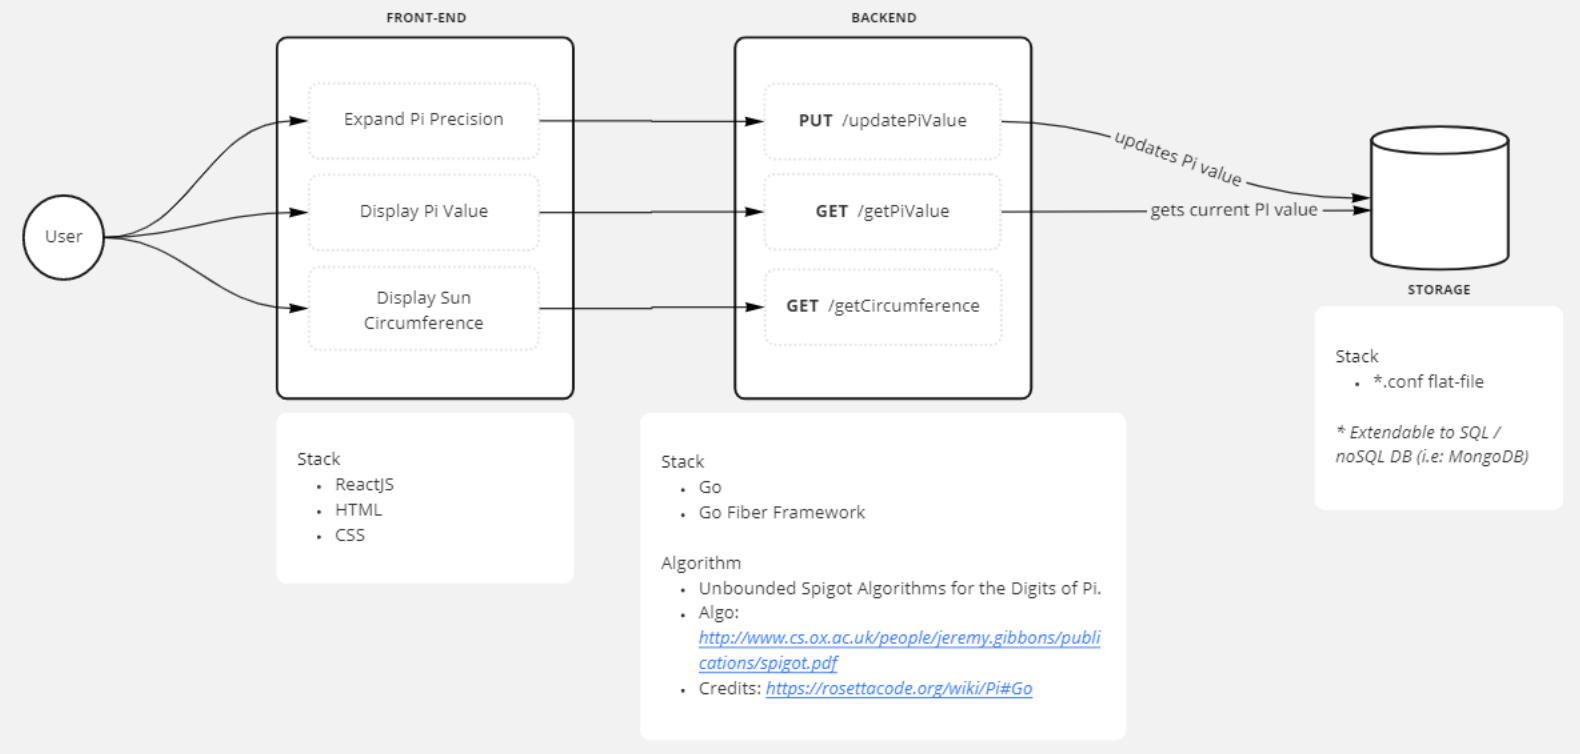 FRONT-END
BACKEND
User
Expand Pi Precision
Display Pi Value
Display Sun
Circumference
PUT /updatePiValue
GET /getPiValue
GET /getCircumference
updates Pi value
gets current PI value
STORAGE
Stack
• ReactJS
• HTML
• CSS
Stack
• Go
• Go Fiber Framework
Algorithm
• Unbounded Spigot Algorithms for the Digits of Pi.
• Algo:
http://www.cs.ox.ac.uk/people/jeremy.gibbons/publi
cations/spigot.pdf
• Credits: https://rosettacode.org/wiki/Pi#Go
Stack
• *.conf flat-file
* Extendable to SQL /
noSQL DB (i.e: MongoDB)